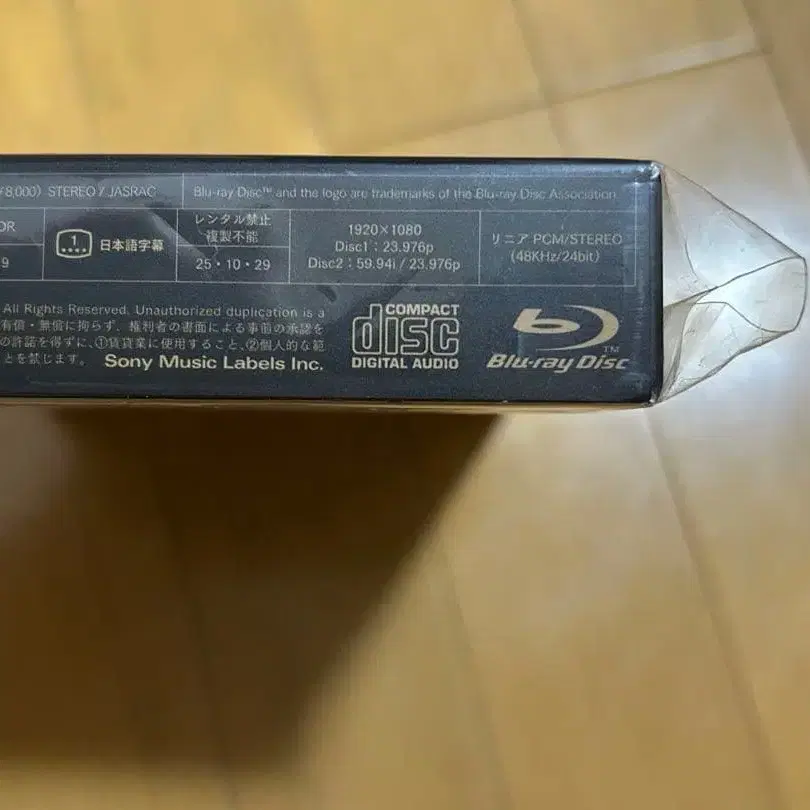 ¥8,000) STEREO / JASRAC
Blu-ray Disc™ and the logo are trademarks of the Blu-ray Disc Association.
OR
9
1
日本語字幕
レンタル禁止
複製不能
25・10・29
1920×1080
Disc1 : 23.976p
Disc2 : 59.94i / 23.976p
リニア PCM/STEREO
(48KHz/24bit)
All Rights Reserved. Unauthorized duplication is a
有償・無償に拘らず、権利者の書面による事前の承認を
の許諾を得ずに、①賃貸業に使用すること、②個人的な範
とを禁じます。 Sony Music Labels Inc.
COMPACT
disc
DIGITAL AUDIO
Blu-ray Disc
TM